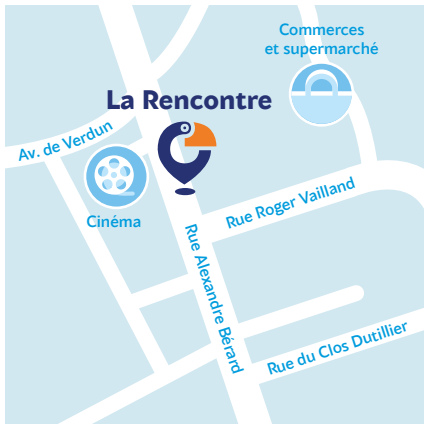 Commerces
et supermarché
La Rencontre
Av. de Verdun
Cinéma
Rue Roger Vailland
Rue Alexandre Bérard
Rue du Clos Dutillier